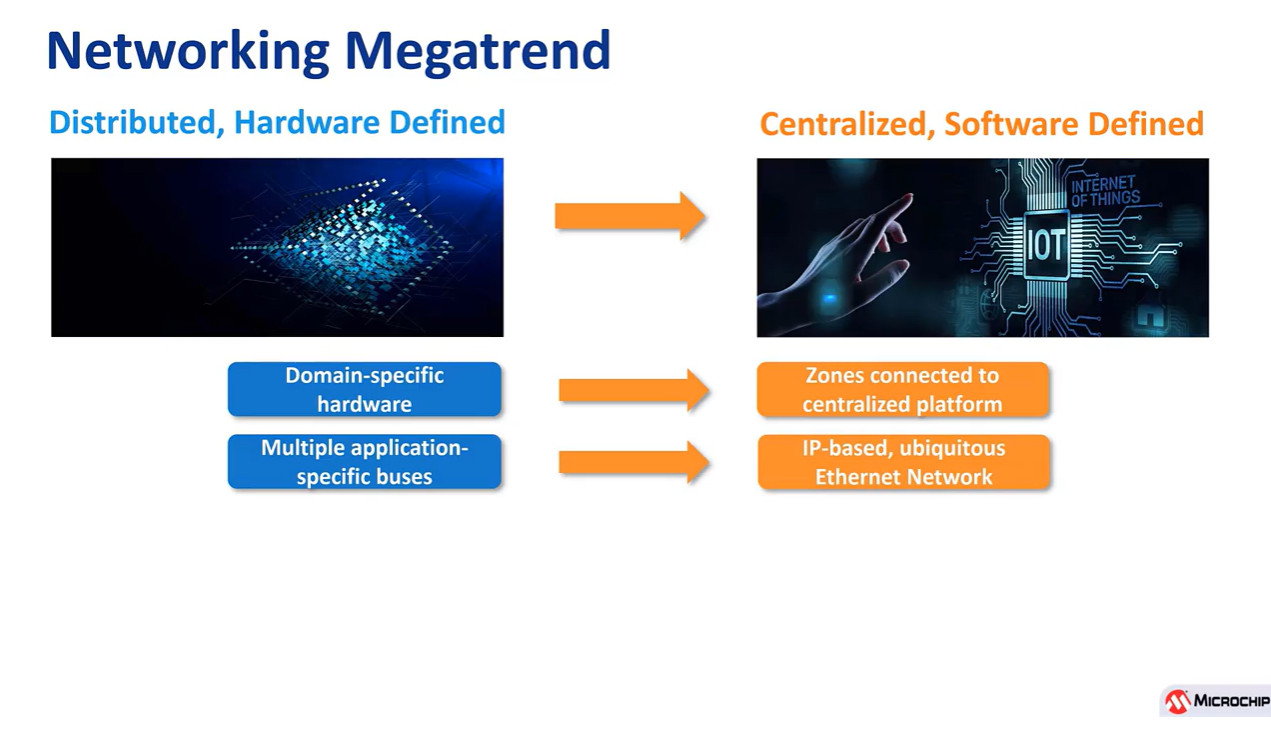 Networking Megatrend
Distributed, Hardware Defined
Centralized, Software Defined
INTERNET
OF THINGS
IOT
Domain-specific
hardware
Zones connected to
centralized platform
Multiple application-
specific buses
IP-based, ubiquitous
Ethernet Network
MICROCHIP